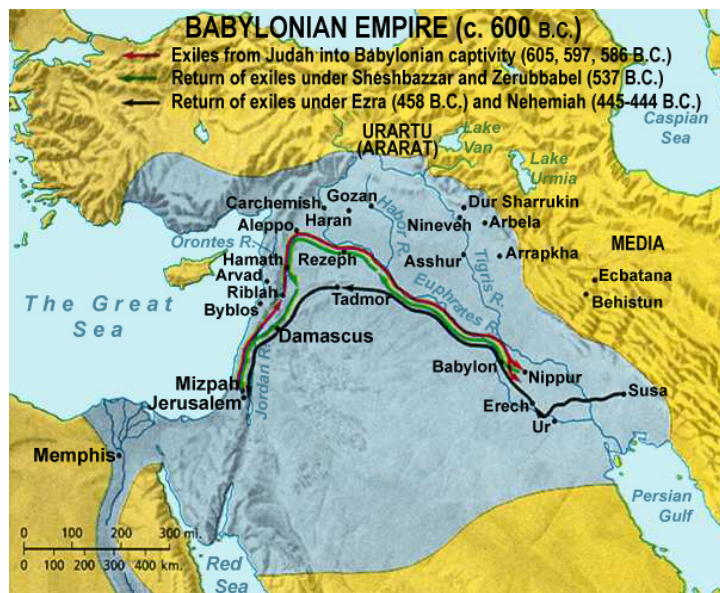 BABYLONIAN EMPIRE (c. 600 B.C.)
Exiles from Judah into Babylonian captivity (605, 597, 586 B.C.)
Return of exiles under Sheshbazzar and Zerubbabel (537 B.C.)
Return of exiles under Ezra (458 B.C.) and Nehemiah (445-444 B.C.)
URARTU
(ARARAT)
Lake
Van
Caspian
Sea
Lake
Urmia
Carchemish
Gozan
Haran
Habor R.
Dur Sharrukin
Nineveh
Arbela
Aleppo
Orontes R.
Hamath
Rezeph
Asshur
Tigris R.
Arrapkha
MEDIA
Arvad
Riblah
Byblos
Tadmor
Euphrates R.
Ecbatana
Behistun
The Great
Sea
Damascus
Jordan R.
Babylon
Nippur
Mizpah
Jerusalem
Erech
Ur
Susa
Memphis
Persian
Gulf
Red
Sea
0 100 200 300 mi.
0 100 200 300 400 km.